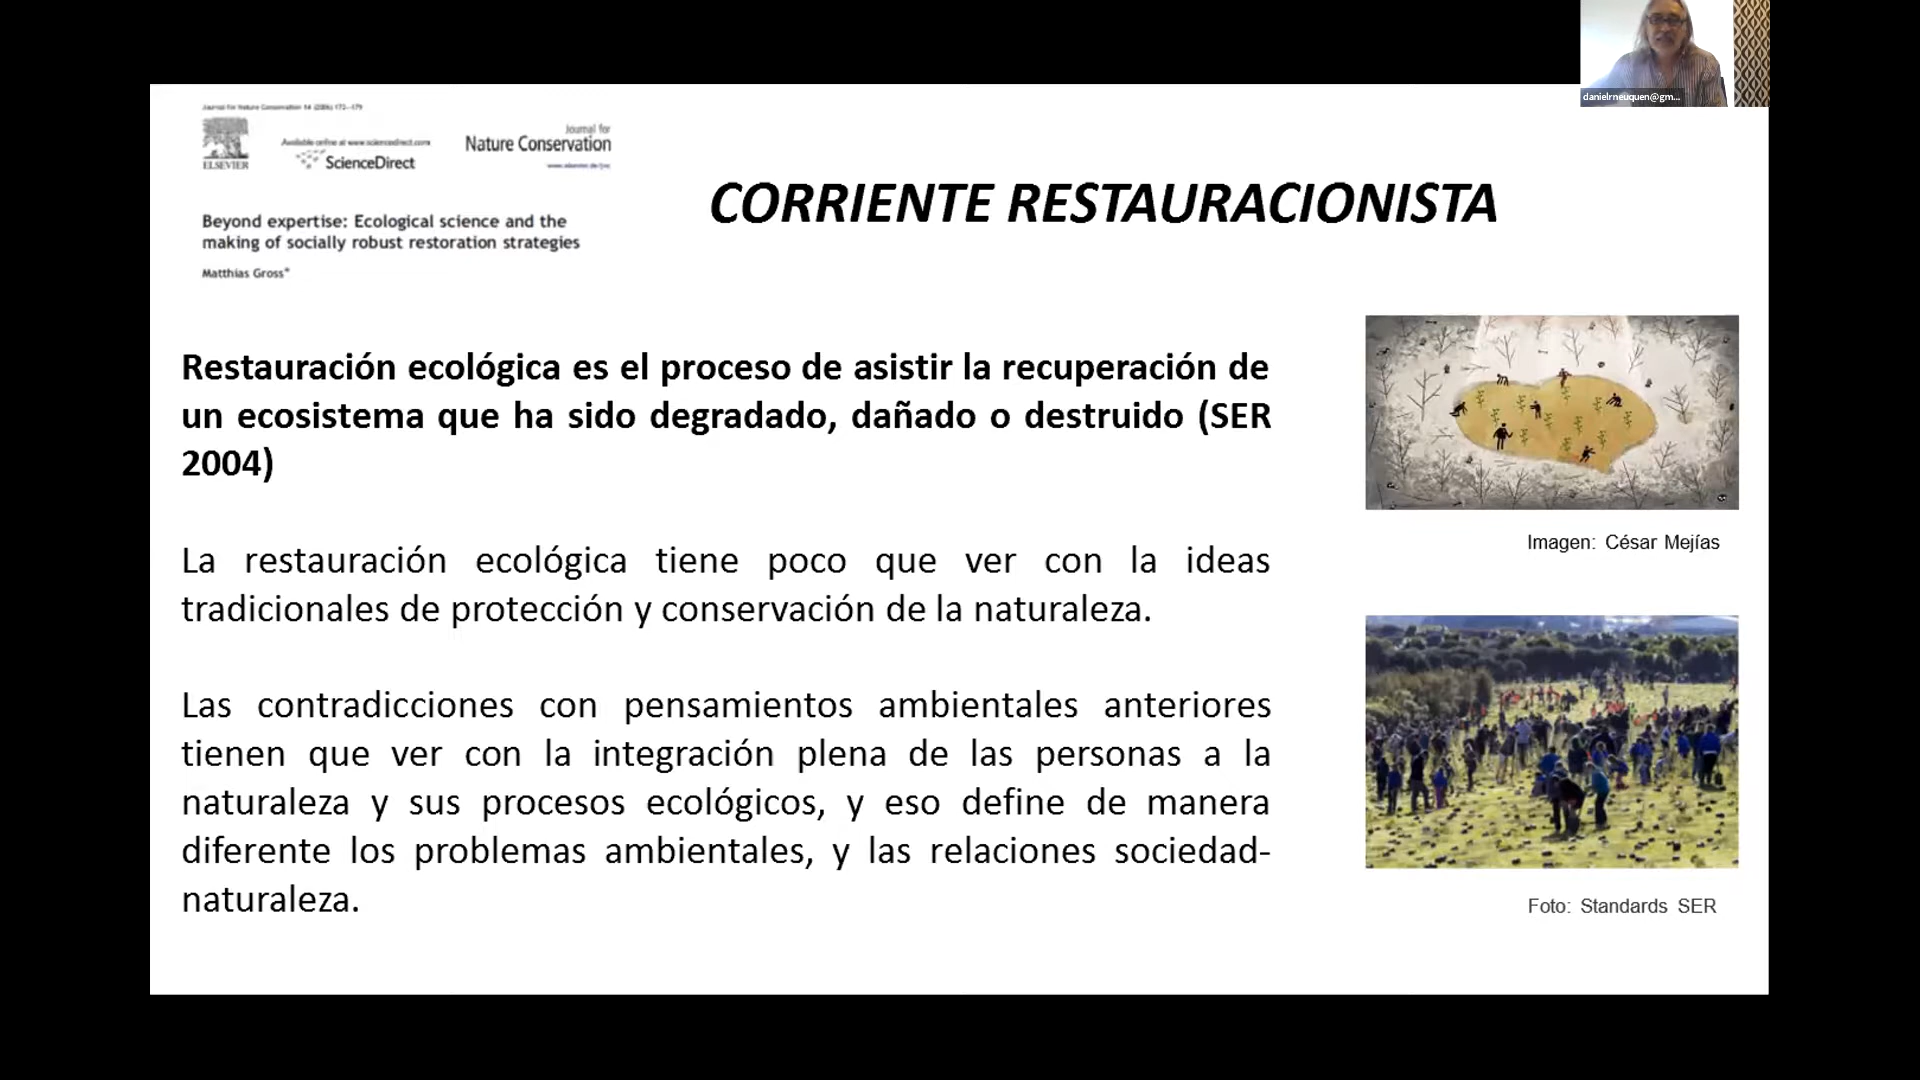 danielrneuquen@gm...
Journal for Nature Conservation 14 (2006) 172—179
ELSEVIER
Available online at www.sciencedirect.com
ScienceDirect
Journal for
Nature Conservation
Beyond expertise: Ecological science and the
making of socially robust restoration strategies
Matthias Gross*
CORRIENTE RESTAURACIONISTA
Restauración ecológica es el proceso de asistir la recuperación de
un ecosistema que ha sido degradado, dañado o destruido (SER
2004)
La restauración ecológica tiene poco que ver con la ideas
tradicionales de protección y conservación de la naturaleza.
Las contradicciones con pensamientos ambientales anteriores
tienen que ver con la integración plena de las personas a la
naturaleza y sus procesos ecológicos, y eso define de manera
diferente los problemas ambientales, y las relaciones sociedad-
naturaleza.
Imagen: César Mejías
Foto: Standards SER